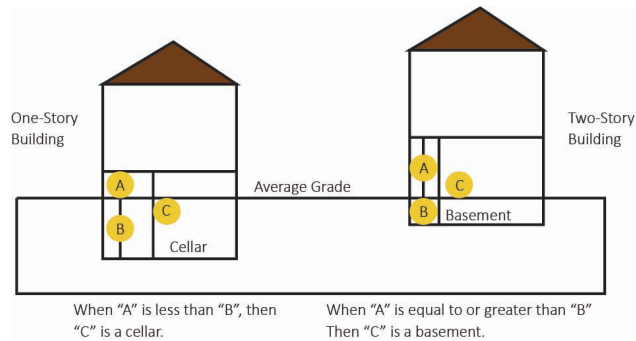 One-Story
Building
Two-Story
Building
A
A
Average Grade
C
C
B
B
Basement
Cellar
When “A” is less than “B”, then
“C” is a cellar.
When “A” is equal to or greater than “B”
Then “C” is a basement.